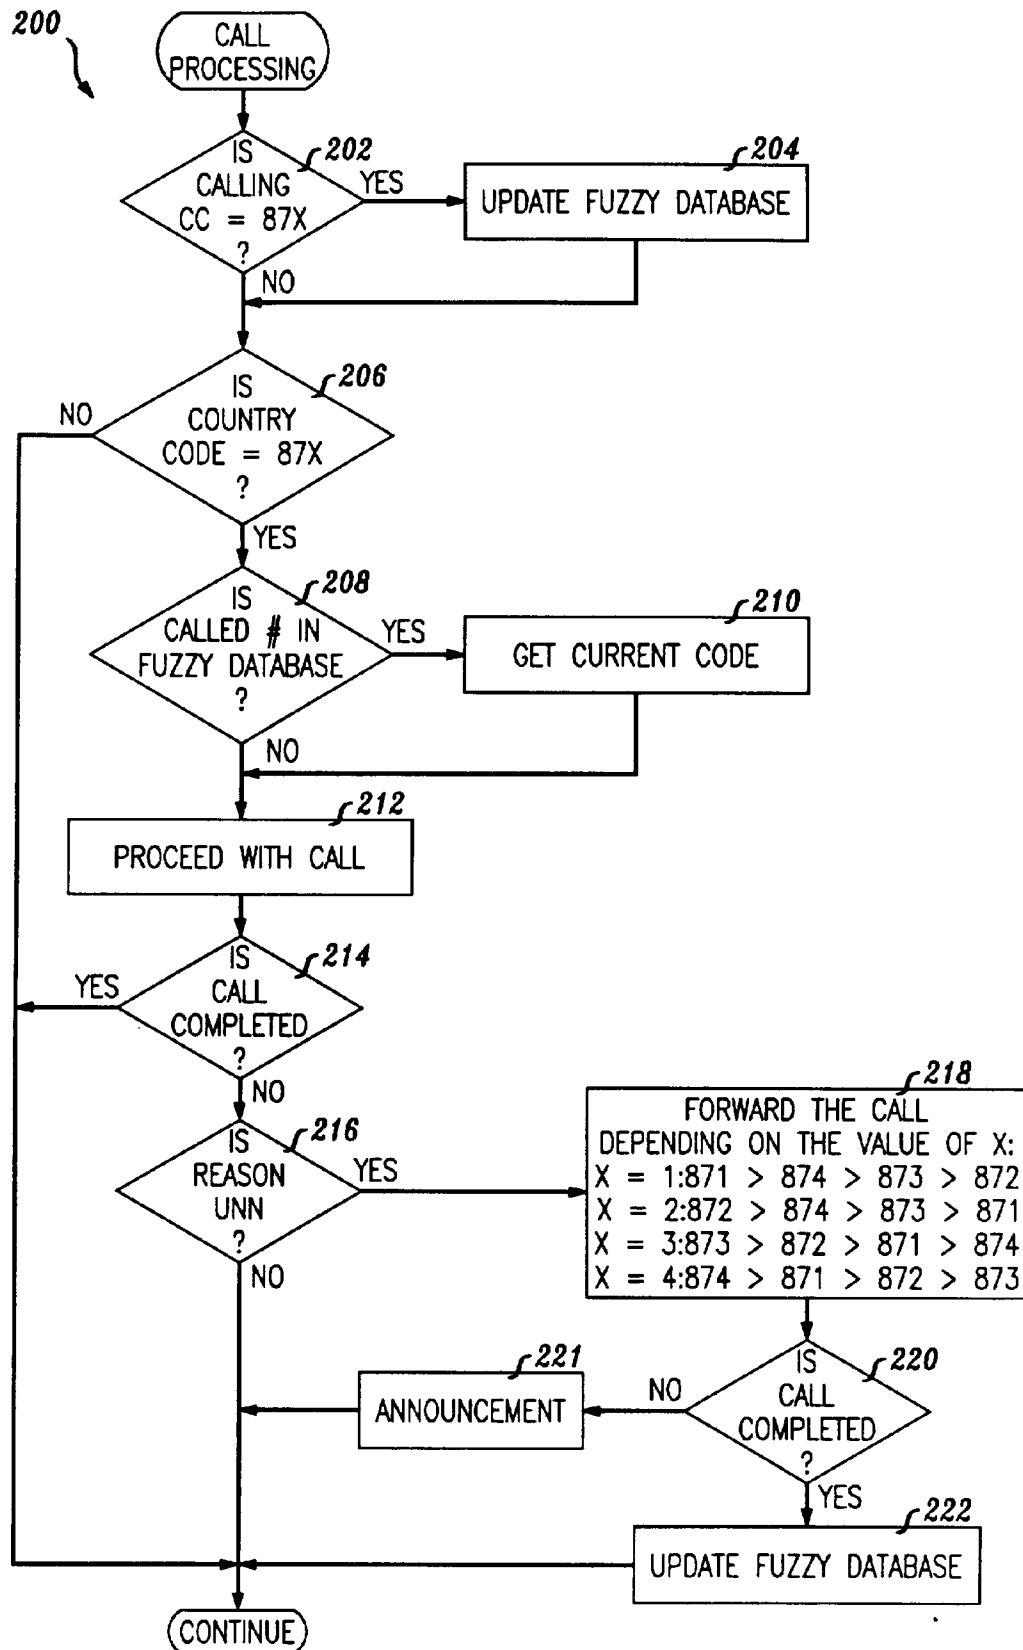 200
CALL
PROCESSING
IS
CALLING
CC = 87X
?
202
YES
204
UPDATE FUZZY DATABASE
NO
IS
COUNTRY
CODE = 87X
?
206
NO
YES
IS
CALLED # IN
FUZZY DATABASE
?
208
YES
210
GET CURRENT CODE
NO
212
PROCEED WITH CALL
IS
CALL
COMPLETED
?
214
YES
NO
IS
REASON
UNN
?
216
YES
218
FORWARD THE CALL
DEPENDING ON THE VALUE OF X:
X = 1:871 > 874 > 873 > 872
X = 2:872 > 874 > 873 > 871
X = 3:873 > 872 > 871 > 874
X = 4:874 > 871 > 872 > 873
NO
IS
CALL
COMPLETED
?
220
NO
221
ANNOUNCEMENT
YES
222
UPDATE FUZZY DATABASE
CONTINUE